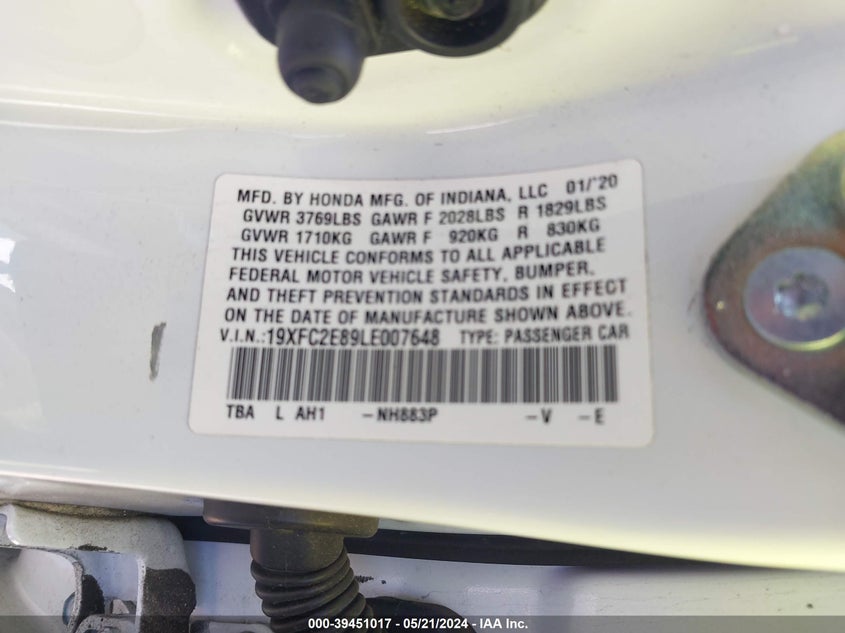 MFD. BY HONDA MFG. OF INDIANA, LLC 01/'20
GVWR 3769LBS GAWR F 2028LBS R 1829LBS
GVWR 1710KG GAWR F 920KG R 830KG
THIS VEHICLE CONFORMS TO ALL APPLICABLE
FEDERAL MOTOR VEHICLE SAFETY, BUMPER,
AND THEFT PREVENTION STANDARDS IN EFFECT
ON THE DATE OF MANUFACTURE SHOWN ABOVE.
V.I.N.:19XFC2E89LE007648 TYPE: PASSENGER CAR
TBA L AH1 -NH883P -V -E
000-39451017 - 05/21/2024 - IAA Inc.